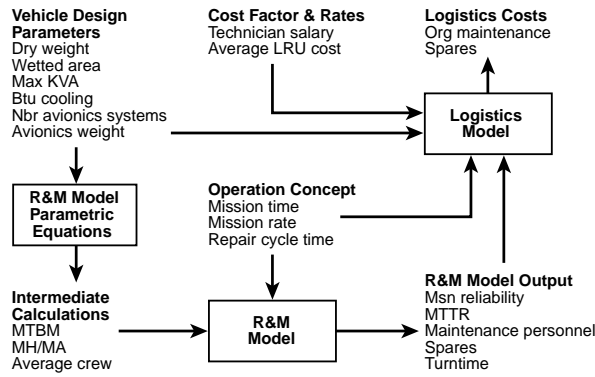 Vehicle Design
Parameters
Dry weight
Wetted area
Max KVA
Btu cooling
Nbr avionics systems
Avionics weight
Cost Factor & Rates
Technician salary
Average LRU cost
Logistics Costs
Org maintenance
Spares
Logistics
Model
R&M Model
Parametric
Equations
Operation Concept
Mission time
Mission rate
Repair cycle time
Intermediate
Calculations
MTBM
MH/MA
Average crew
R&M
Model
R&M Model Output
Msn reliability
MTTR
Maintenance personnel
Spares
Turntime